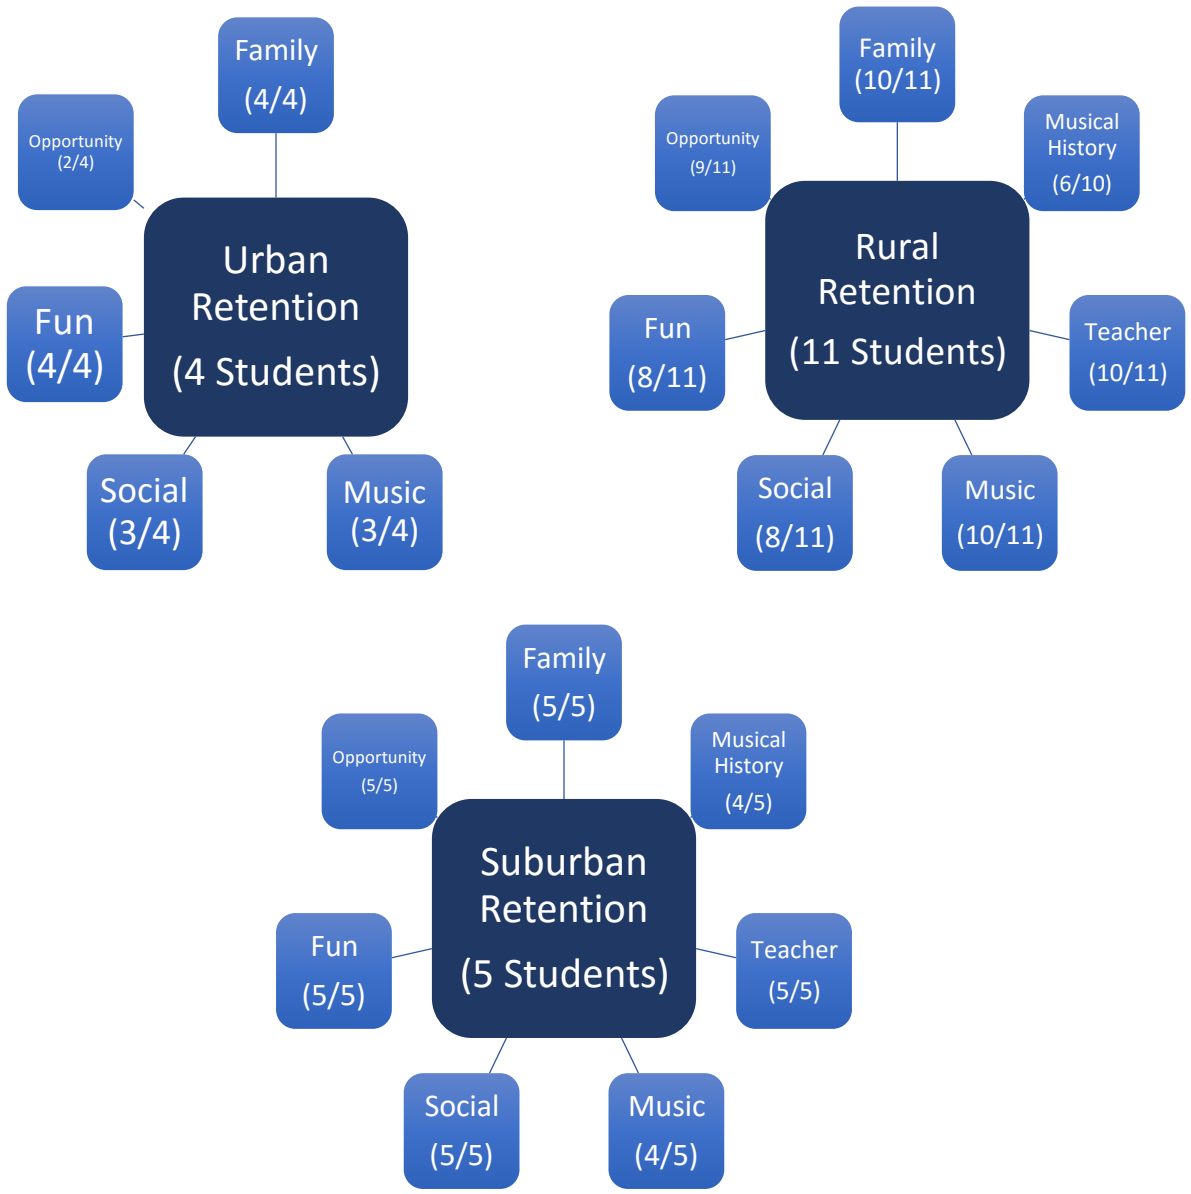 Family
(4/4)
Opportunity
(2/4)
Urban
Retention
(4 Students)
Fun
(4/4)
Social
(3/4)
Music
(3/4)
Family
(10/11)
Opportunity
(9/11)
Musical
History
(6/10)
Rural
Retention
(11 Students)
Fun
(8/11)
Teacher
(10/11)
Social
(8/11)
Music
(10/11)
Family
(5/5)
Opportunity
(5/5)
Musical
History
(4/5)
Suburban
Retention
(5 Students)
Fun
(5/5)
Teacher
(5/5)
Social
(5/5)
Music
(4/5)